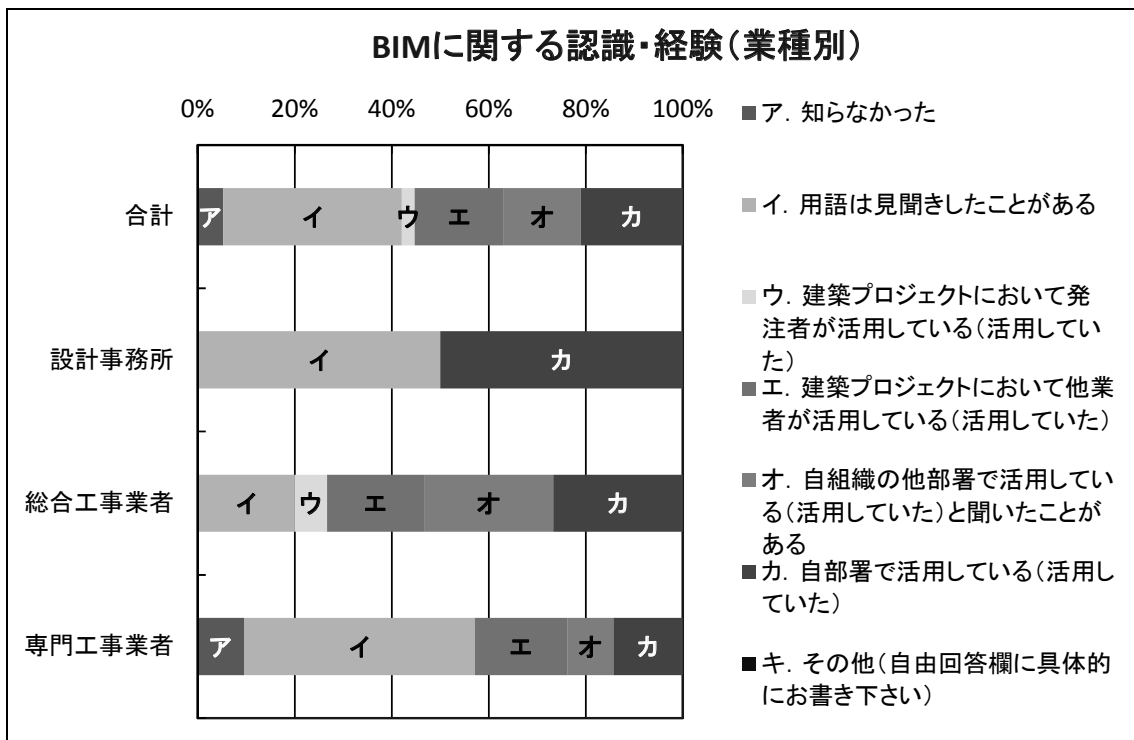 BIMに関する認識・経験(業種別)
0% 20% 40% 60% 80% 100%
合計
ア イ ウ エ オ カ
設計事務所
イ カ
総合工事業者
イ ウ エ オ カ
専門工事業者
ア イ エ オ カ
ア. 知らなかった
イ. 用語は見聞きしたことがある
ウ. 建築プロジェクトにおいて発
注者が活用している(活用してい
た)
エ. 建築プロジェクトにおいて他業
者が活用している(活用していた)
オ. 自組織の他部署で活用してい
る(活用していた)と聞いたことが
ある
カ. 自部署で活用している(活用し
ていた)
キ. その他(自由回答欄に具体的
にお書き下さい)